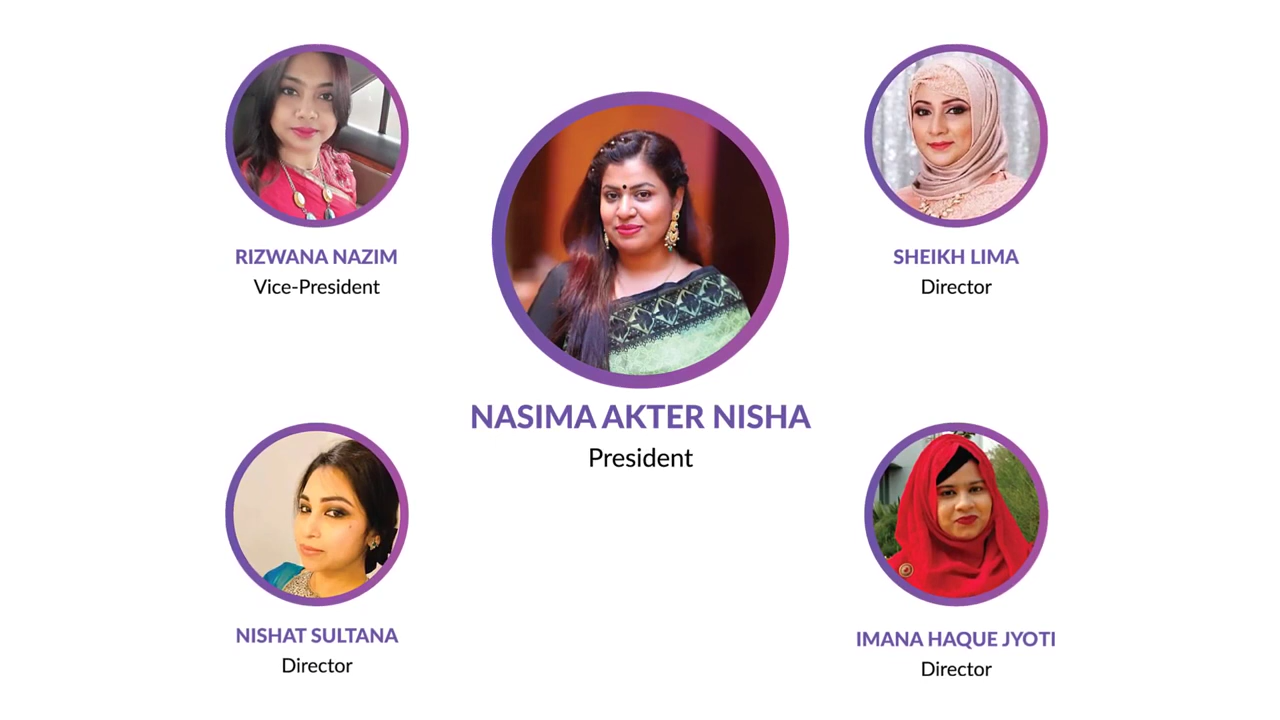 RIZWANA NAZIM
Vice-President
SHEIKH LIMA
Director
NASIMA AKTER NISHA
President
NISHAT SULTANA
Director
IMANA HAQUE JYOTI
Director